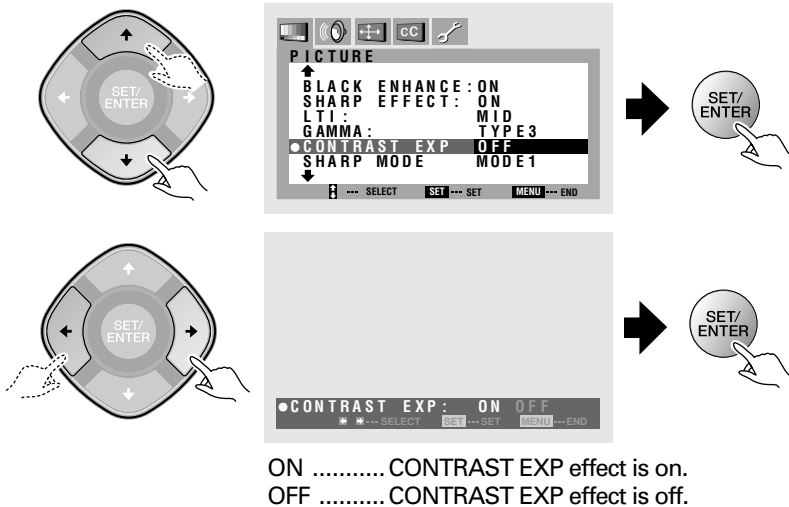 SET/
ENTER
CC
PICTURE
BLACK ENHANCE: ON
SHARP EFFECT: ON
LTI: MID
GAMMA: TYPE3
●CONTRAST EXP OFF
SHARP MODE MODE1
--- SELECT SET --- SET MENU --- END
SET/
ENTER
SET/
ENTER
●CONTRAST EXP: ON OFF
--- SELECT SET --- SET MENU --- END
SET/
ENTER
ON ........... CONTRAST EXP effect is on.
OFF .......... CONTRAST EXP effect is off.